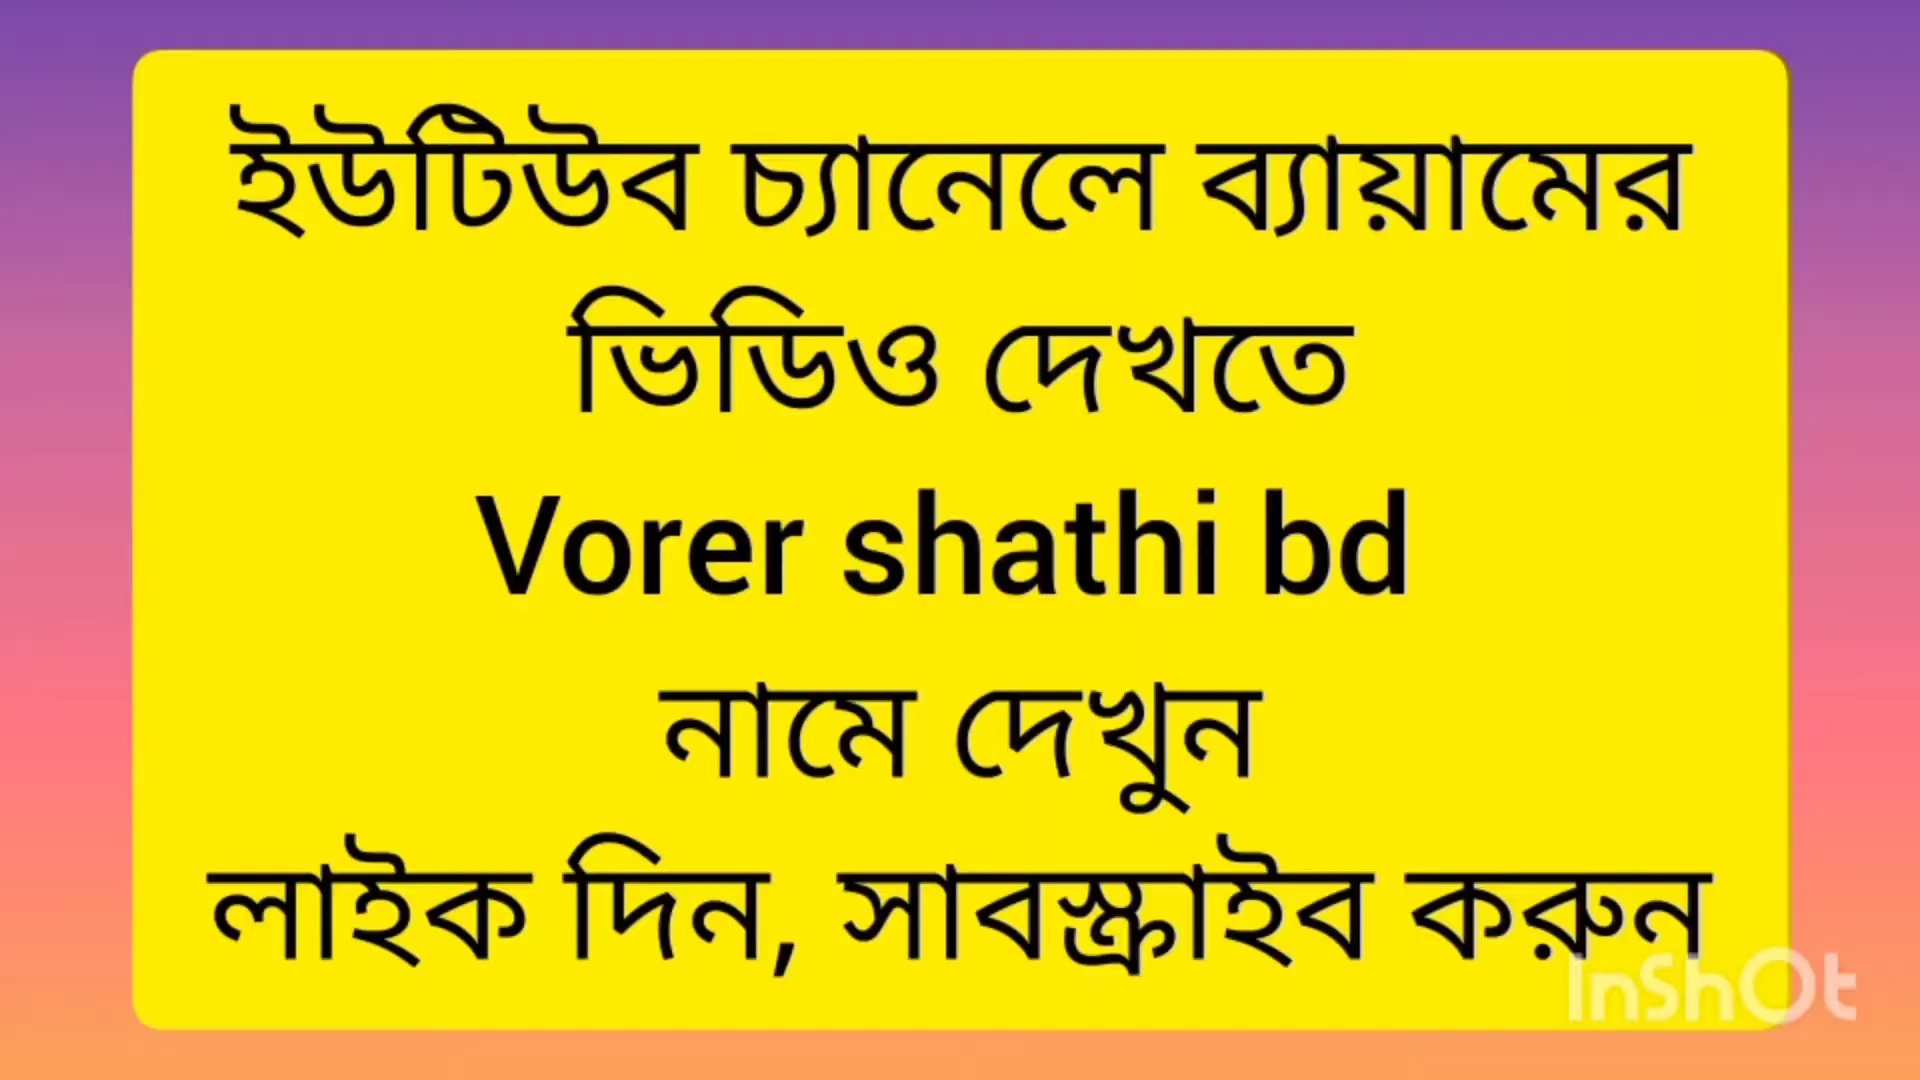 ইউটিউব চ্যানেলে ব্যায়ামের
ভিডিও দেখতে
Vorer shathi bd
নামে দেখুন
লাইক দিন, সাবস্ক্রাইব করুন
InShOt